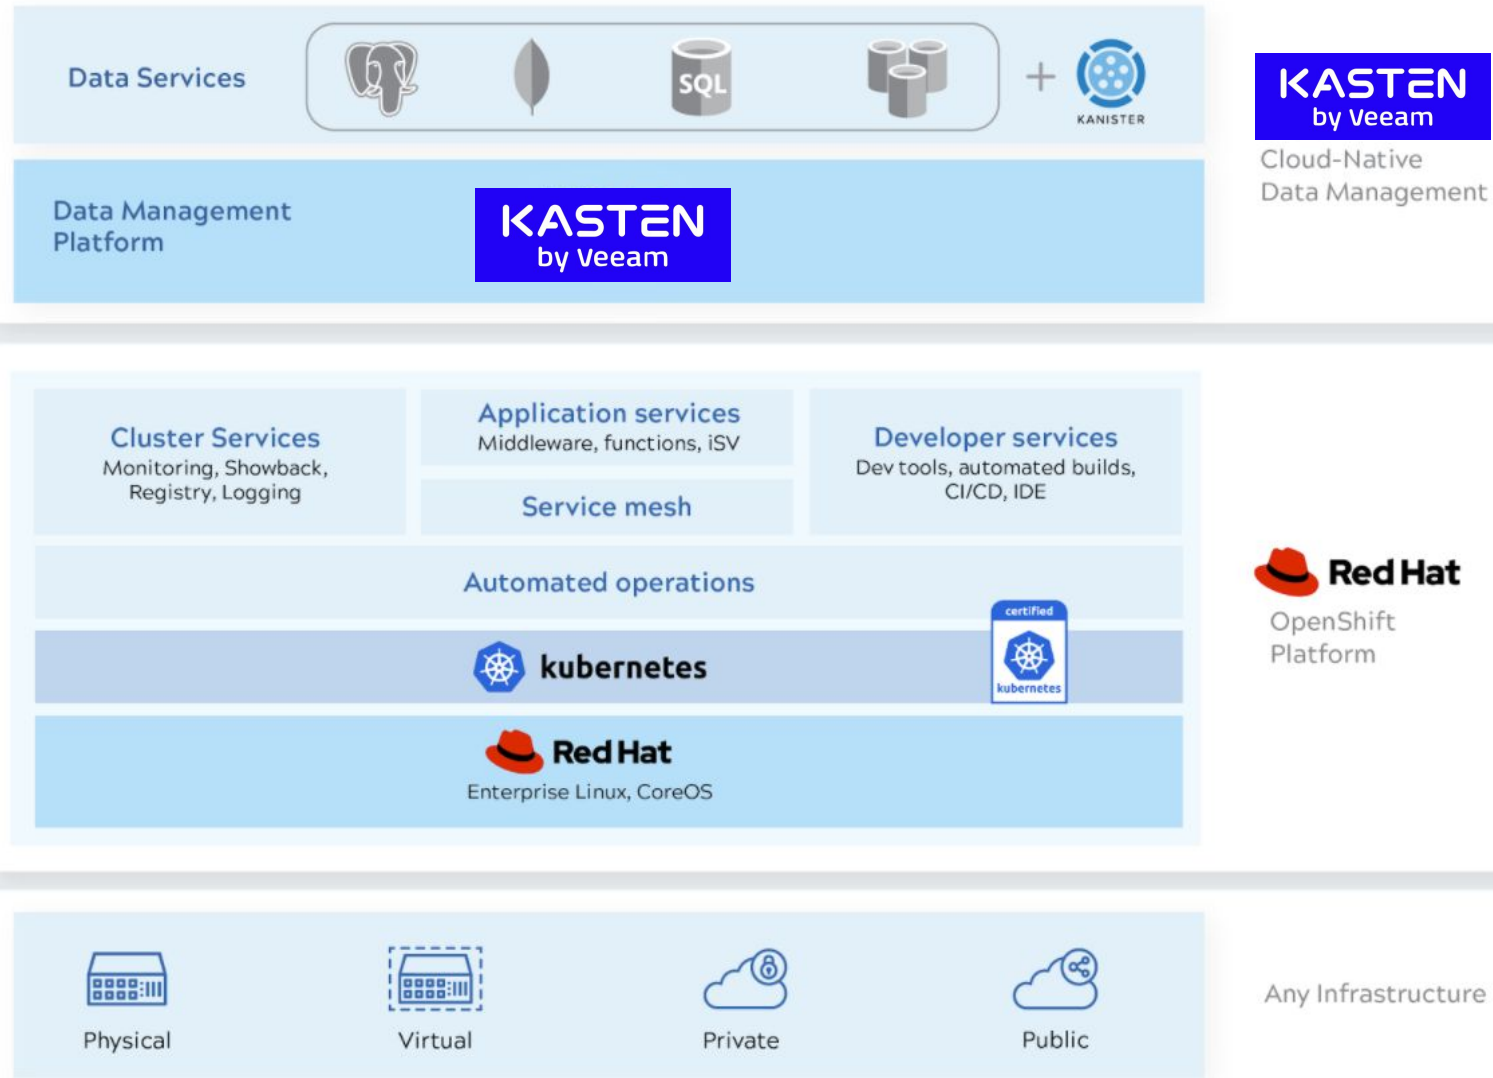 Data Services
SQL
+
KANISTER
KASTEN
by Veeam
Cloud-Native
Data Management
Data Management
Platform
KASTEN
by Veeam
Cluster Services
Monitoring, Showback,
Registry, Logging
Application services
Middleware, functions, iSV
Service mesh
Developer services
Dev tools, automated builds,
CI/CD, IDE
Automated operations
certified
kubernetes
kubernetes
Red Hat
Enterprise Linux, CoreOS
Red Hat
OpenShift
Platform
Physical
Virtual
Private
Public
Any Infrastructure